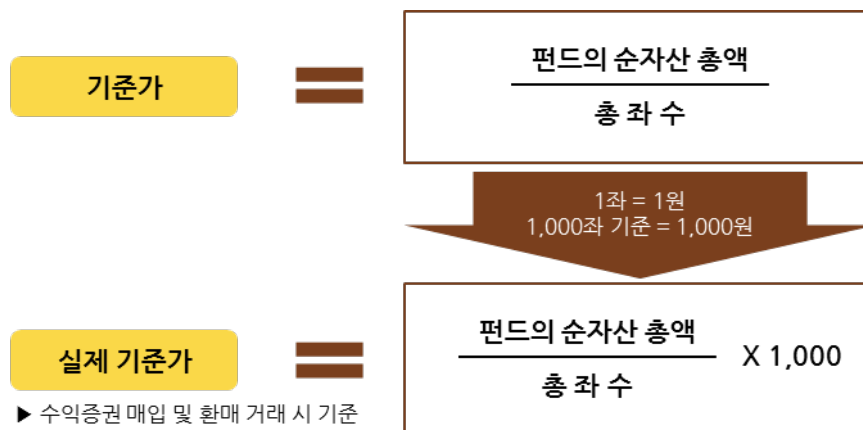 기준가
펀드의 순자산 총액
총 좌 수
1좌 = 1원
1,000좌 기준 = 1,000원
실제 기준가
펀드의 순자산 총액
총 좌 수
X 1,000
▶ 수익증권 매입 및 환매 거래 시 기준